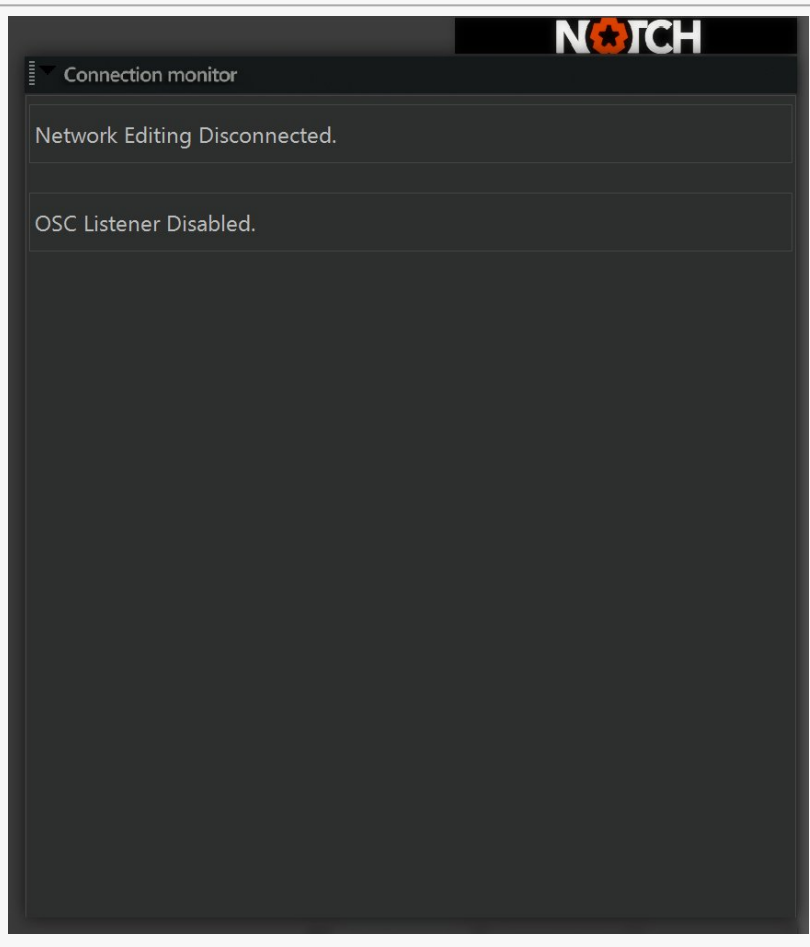 NOTCH
Connection monitor
Network Editing Disconnected.
OSC Listener Disabled.